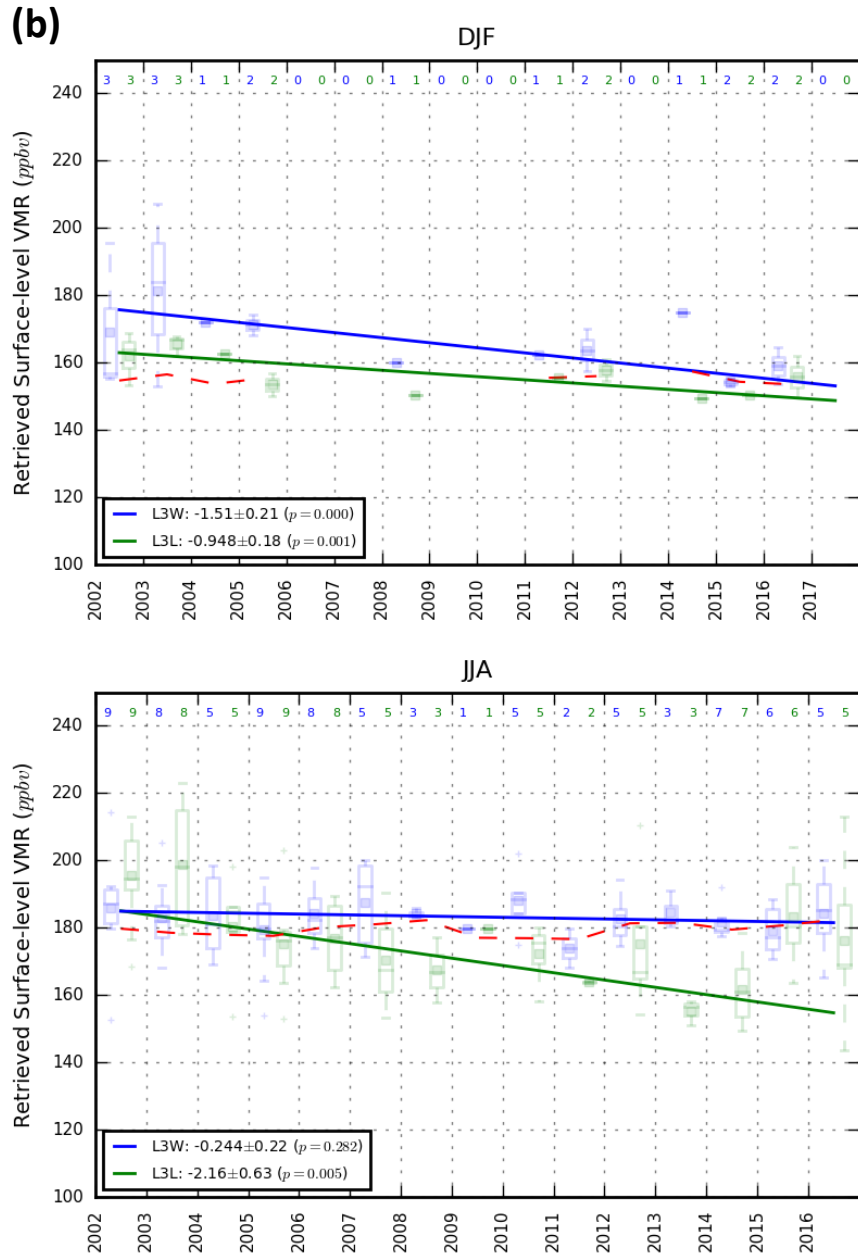 (b)
DJF
3 3 3 3 1 1 2 2 0 0 0 0 1 1 0 0 0 0 1 1 2 2 0 0 1 1 2 2 2 2 0 0
240
220
200
180
160
140
120
100
Retrieved Surface-level VMR (ppbv)
L3W: -1.51±0.21 (p=0.000)
L3L: -0.948±0.18 (p=0.001)
2002 2003 2004 2005 2006 2007 2008 2009 2010 2011 2012 2013 2014 2015 2016 2017
JJA
9 9 8 8 5 5 9 9 8 8 5 5 3 3 1 1 5 5 2 2 5 5 3 3 7 7 6 6 5 5
240
220
200
180
160
140
120
100
Retrieved Surface-level VMR (ppbv)
L3W: -0.244±0.22 (p=0.282)
L3L: -2.16±0.63 (p=0.005)
2002 2003 2004 2005 2006 2007 2008 2009 2010 2011 2012 2013 2014 2015 2016